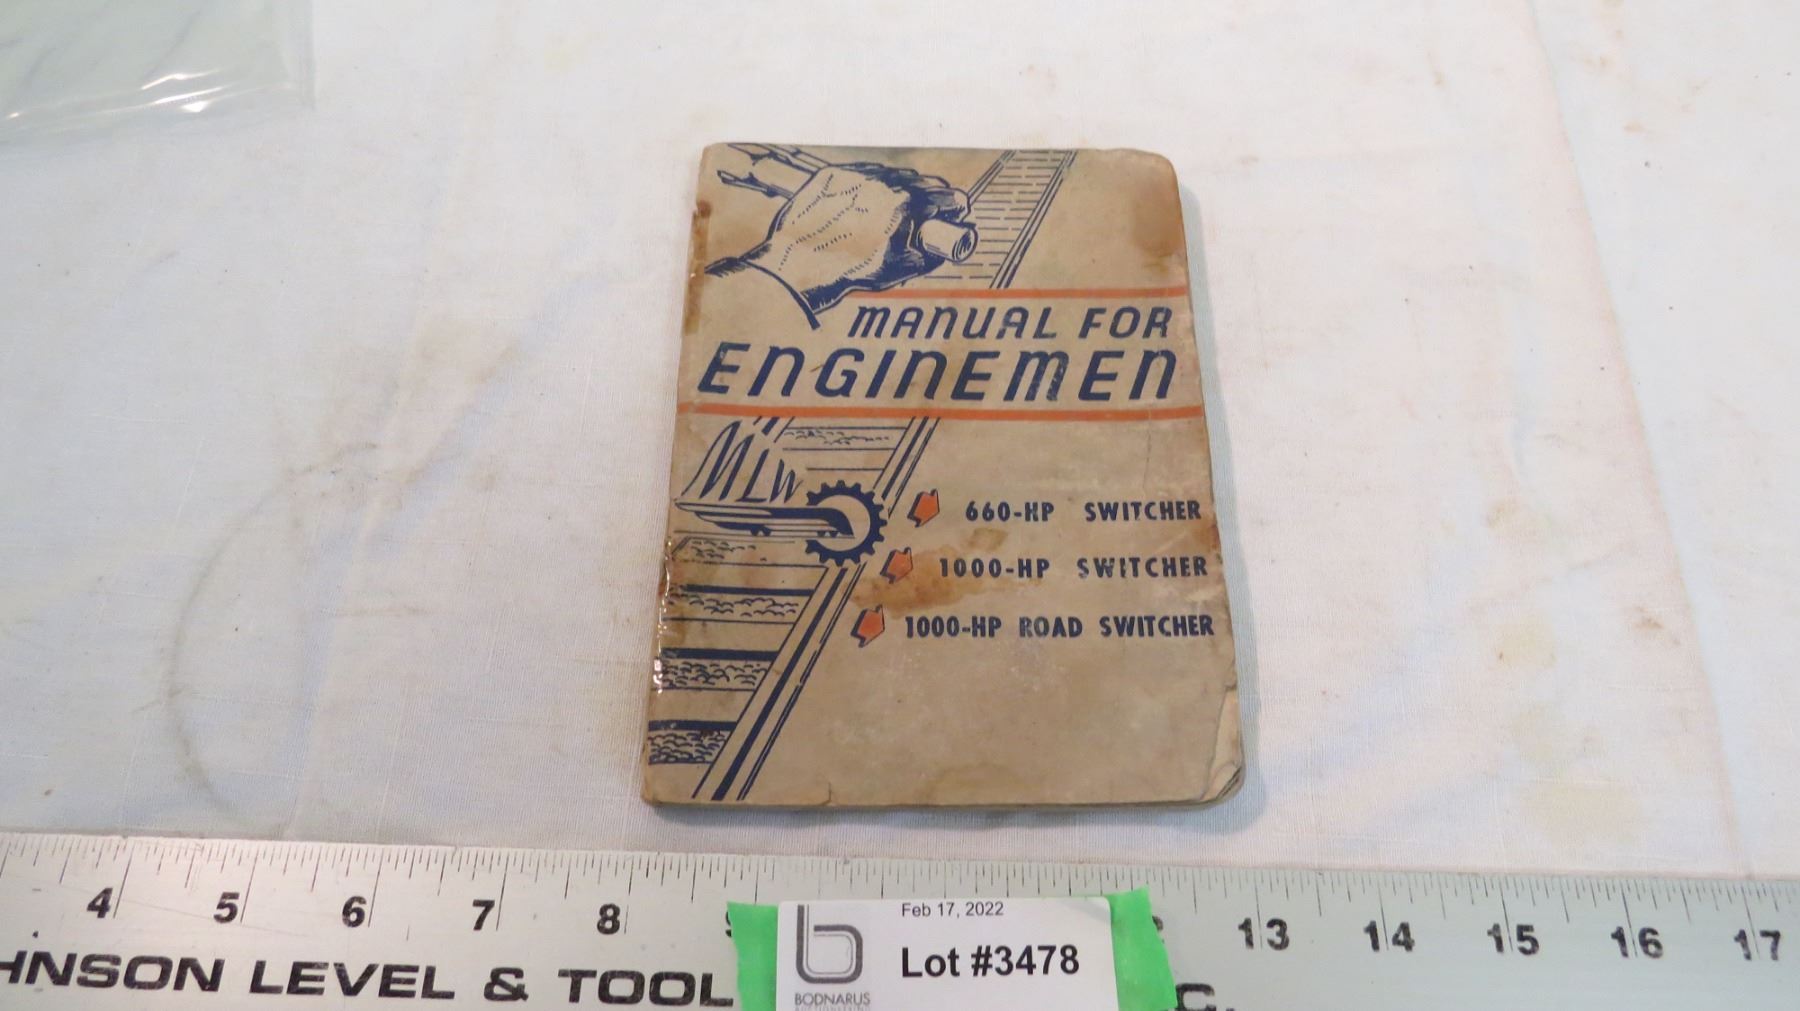 MANUAL FOR
ENGINEMEN
MLW
660-HP SWITCHER
1000-HP SWITCHER
1000-HP ROAD SWITCHER
4 5 6 7 8 13 14 15 16 17
HNSON LEVEL & TOOL C.
Feb 17, 2022
Lot #3478
BODNARUS